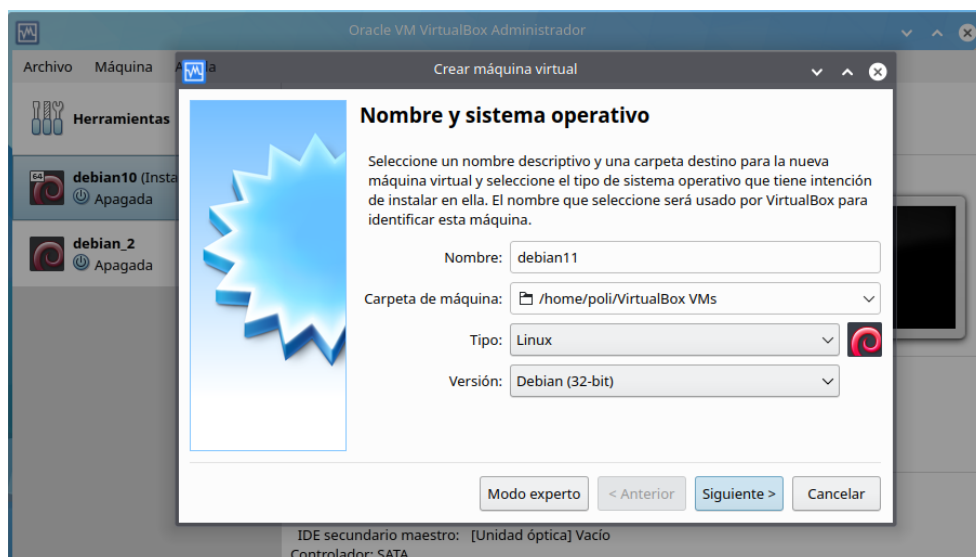 Oracle VM VirtualBox Administrador
Archivo Máquina
Crear máquina virtual
Herramientas
64
debian10 (Insta
Apagada
debian_2
Apagada
Nombre y sistema operativo
Seleccione un nombre descriptivo y una carpeta destino para la nueva
máquina virtual y seleccione el tipo de sistema operativo que tiene intención
de instalar en ella. El nombre que seleccione será usado por VirtualBox para
identificar esta máquina.
Nombre: debian11
Carpeta de máquina: /home/poli/VirtualBox VMs
Tipo: Linux
Versión: Debian (32-bit)
Modo experto < Anterior Siguiente > Cancelar
IDE secundario maestro: [Unidad óptica] Vacío
Controlador: SATA